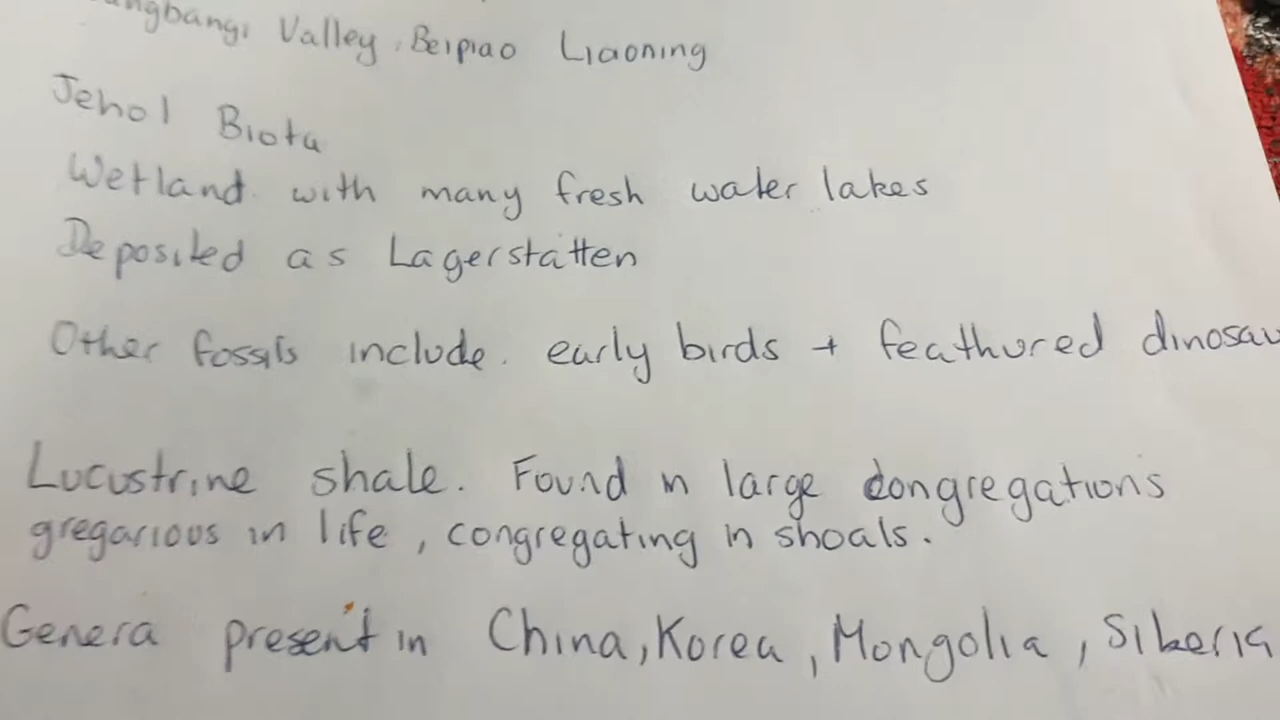 Valley, Beipiao Liaoning
Jehol Biota
Wetland with many fresh water lakes
Deposited as Lagerstätten
Other fossils include. early birds + feathured dinosau
Lucustrine shale. Found in large congregations
gregarious in life, congregating in shoals.
Genera present in China, Korea, Mongolia, Siberia